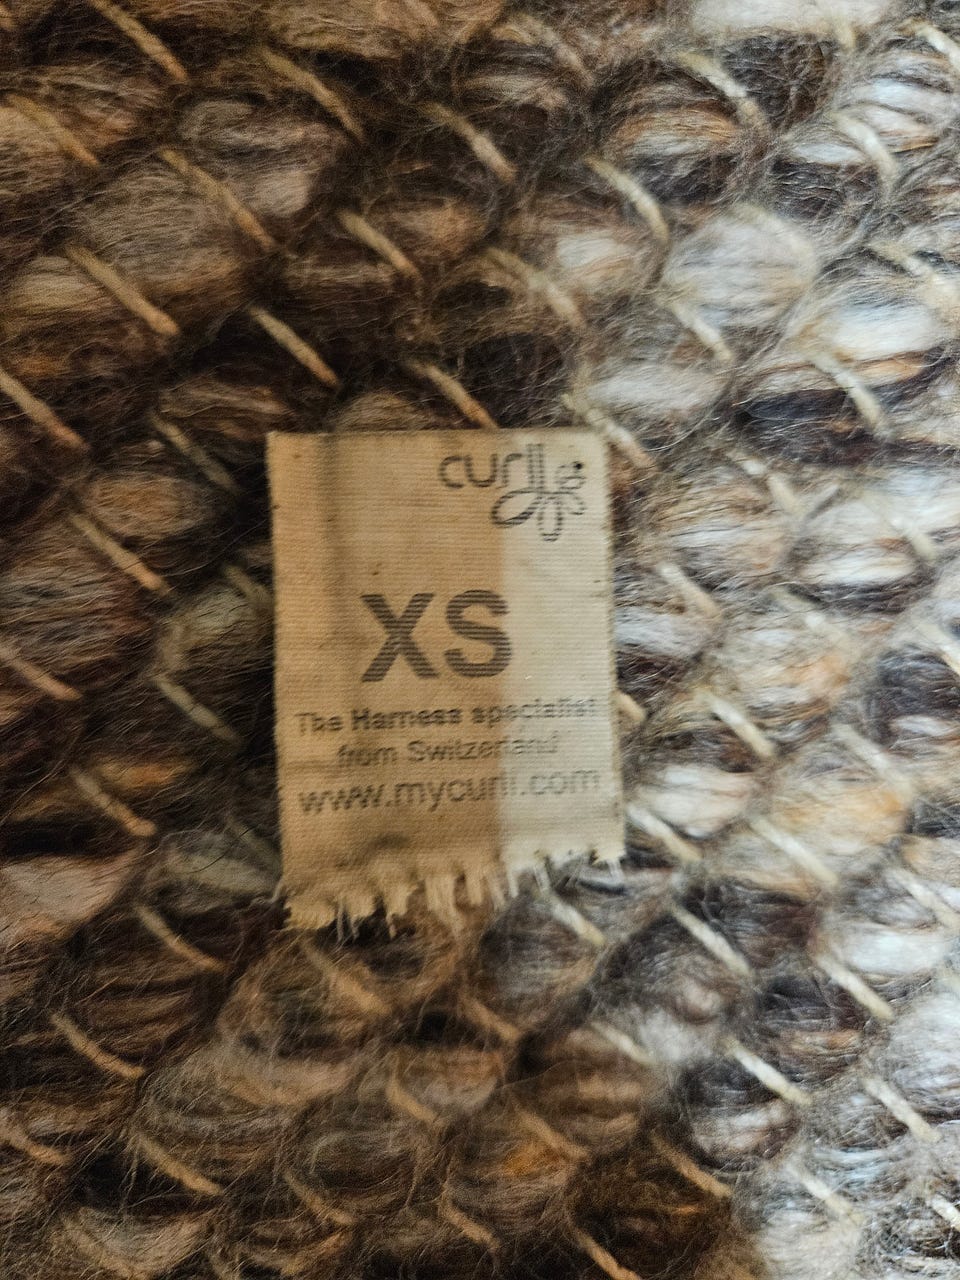 curli
XS
The Harness specialist
from Switzerland
www.mycurli.com